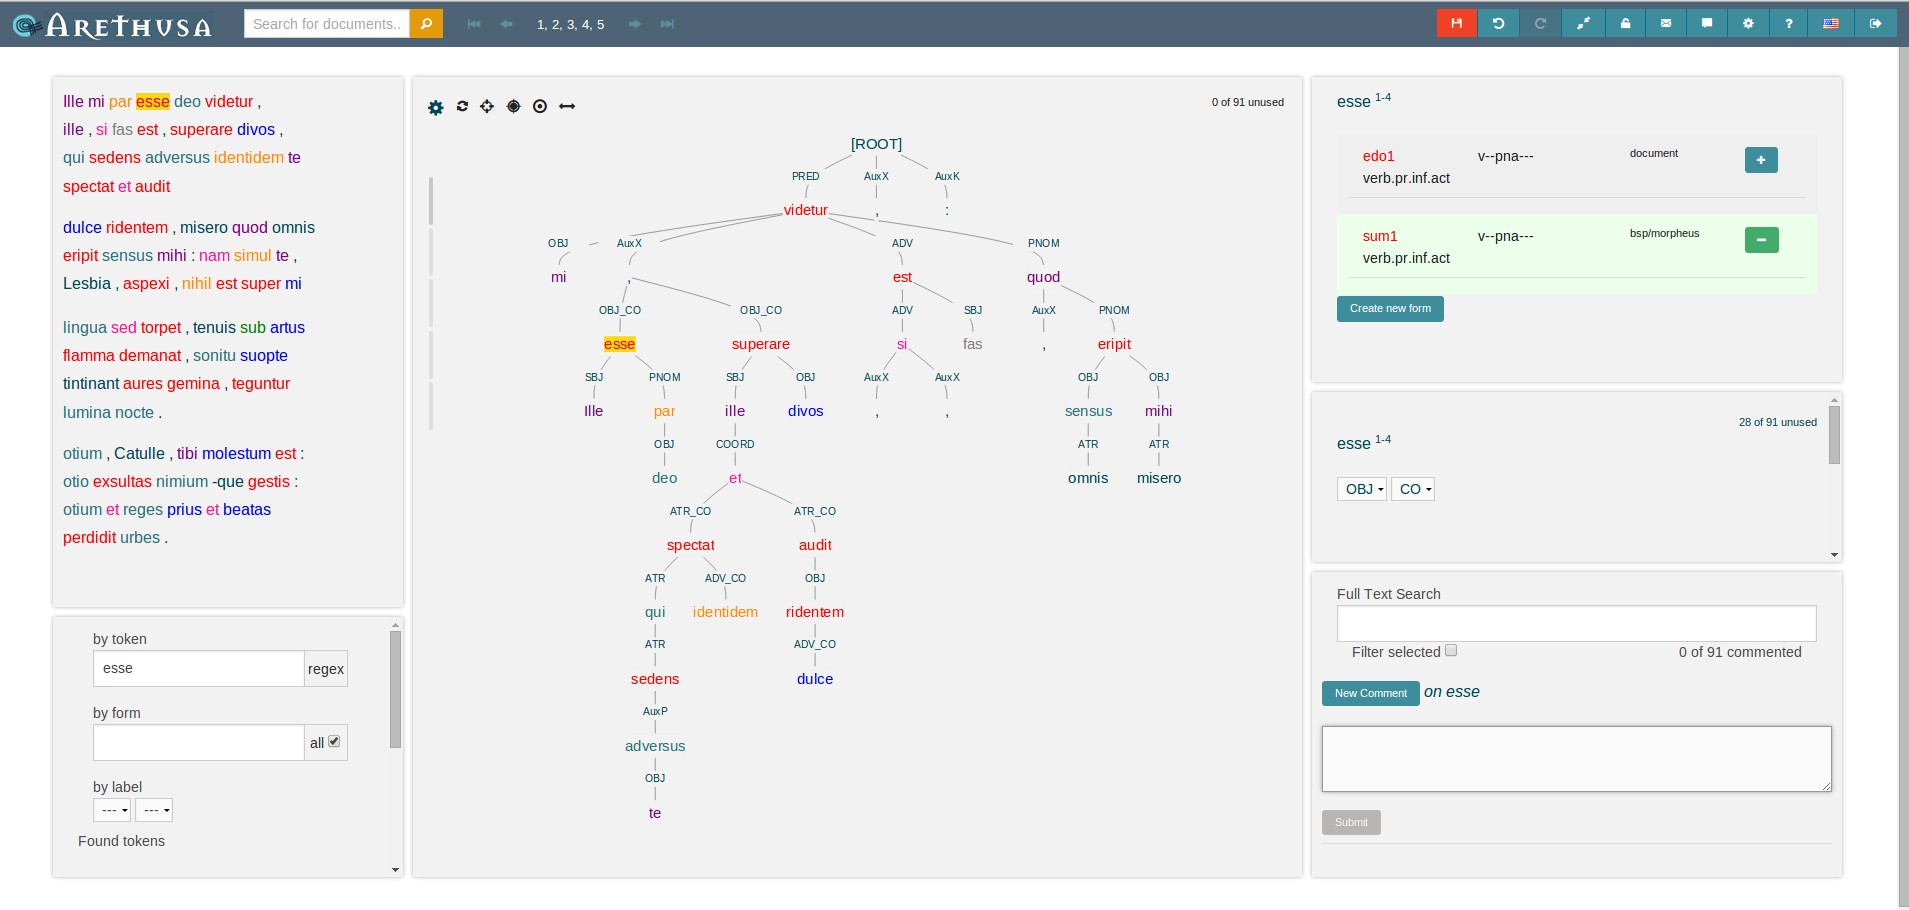 ARETHUSA Search for documents.. 1, 2, 3, 4, 5 ?
Ille mi par esse deo videtur ,
ille , si fas est , superare divos ,
qui sedens adversus identidem te
spectat et audit
dulce ridentem , misero quod omnis
eripit sensus mihi : nam simul te ,
Lesbia , aspexi , nihil est super mi
lingua sed torpet , tenuis sub artus
flamma demanat , sonitu suopte
tintinant aures gemina , teguntur
lumina nocte .
otium , Catulle , tibi molestum est :
otio exsultas nimium -que gestis :
otium et reges prius et beatas
perdidit urbes .
by token
esse regex
by form
all
by label
--- ---
Found tokens
0 of 91 unused
[ROOT]
PRED AuxX AuxK
videtur , :
OBJ AuxX ADV PNOM
mi , est quod
OBJ_CO OBJ_CO ADV SBJ AuxX PNOM
esse superare si fas , eripit
SBJ PNOM SBJ OBJ AuxX AuxX OBJ OBJ
Ille par ille divos , , sensus mihi
OBJ COORD ATR ATR
deo et omnis misero
ATR_CO ATR_CO
spectat audit
ATR ADV_CO OBJ
qui identidem ridentem
ATR ADV_CO
sedens dulce
AuxP
adversus
OBJ
te
esse 1-4
edo1 v--pna--- document
verb.pr.inf.act
sum1 v--pna--- bsp/morpheus
verb.pr.inf.act
Create new form
28 of 91 unused
esse 1-4
OBJ CO
Full Text Search
Filter selected 0 of 91 commented
New Comment on esse
Submit